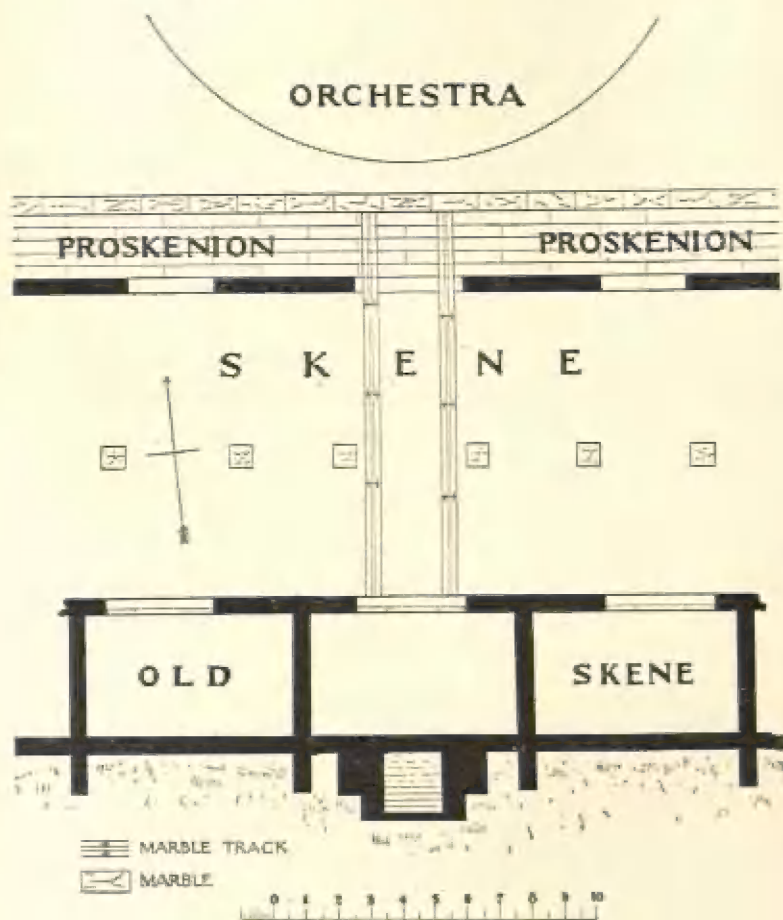 ORCHESTRA
PROSKENION PROSKENION
SKENE
OLD SKENE
MARBLE TRACK
MARBLE
0 1 2 3 4 5 6 7 8 9 10